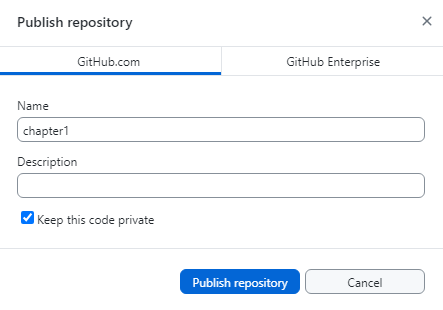 Publish repository
GitHub.com
GitHub Enterprise
Name
chapter1
Description
Keep this code private
Publish repository
Cancel